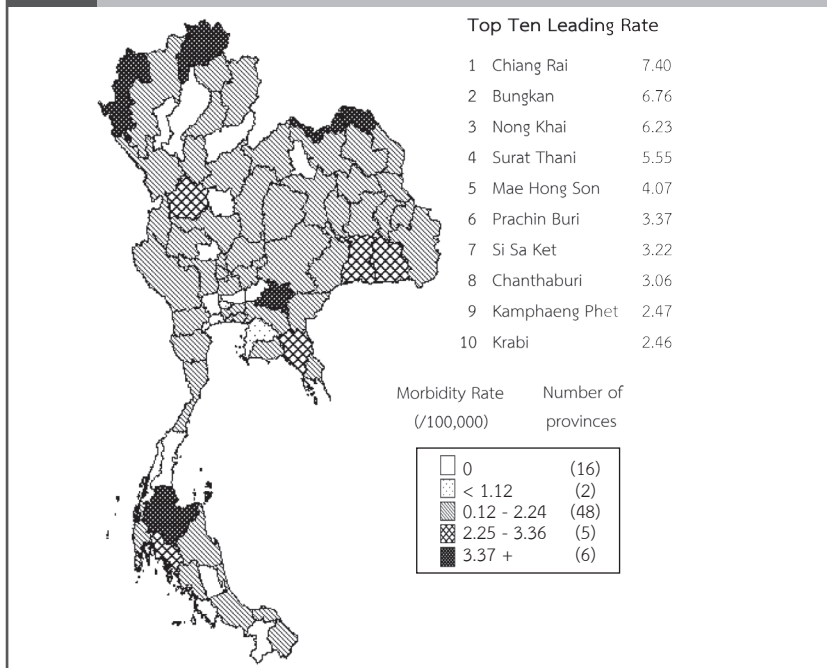 Top Ten Leading Rate
1 Chiang Rai 7.40
2 Bungkan 6.76
3 Nong Khai 6.23
4 Surat Thani 5.55
5 Mae Hong Son 4.07
6 Prachin Buri 3.37
7 Si Sa Ket 3.22
8 Chanthaburi 3.06
9 Kamphaeng Phet 2.47
10 Krabi 2.46
Morbidity Rate Number of
(/100,000) provinces
0 (16)
< 1.12 (2)
0.12 - 2.24 (48)
2.25 - 3.36 (5)
3.37 + (6)